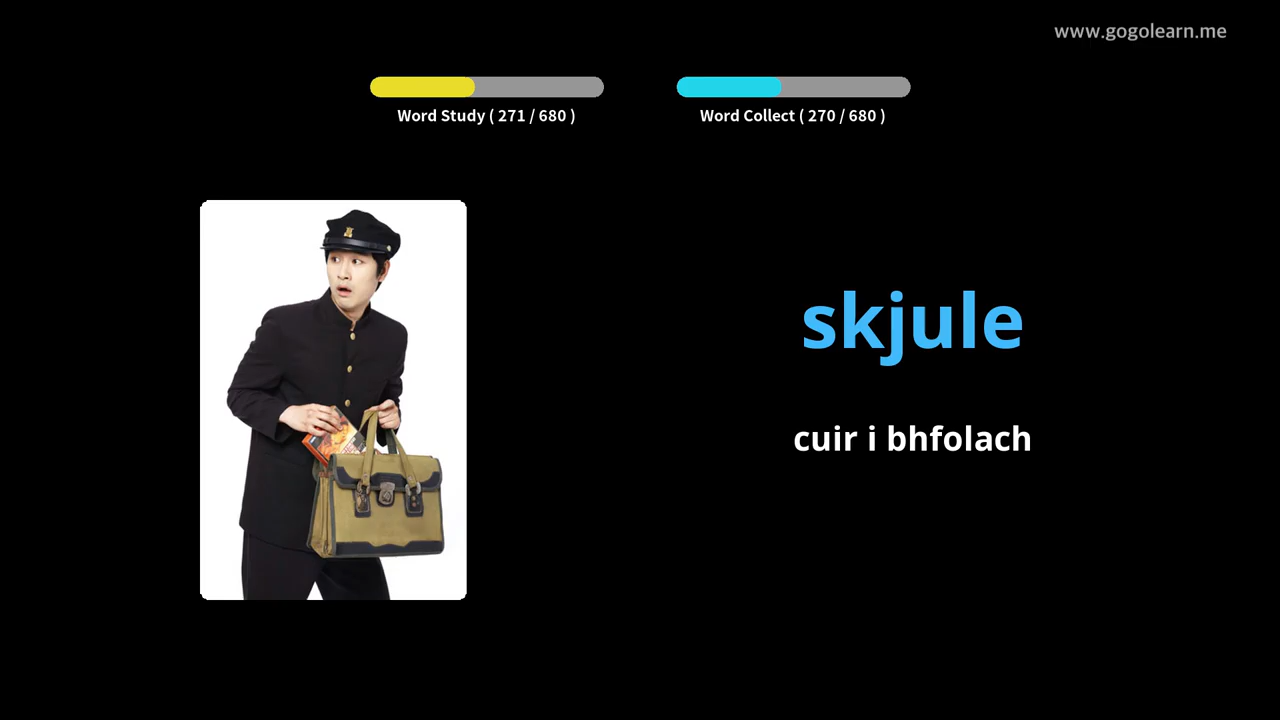 www.gogolearn.me
Word Study ( 271 / 680 )
Word Collect ( 270 / 680 )
skjule
cuir i bhfolach